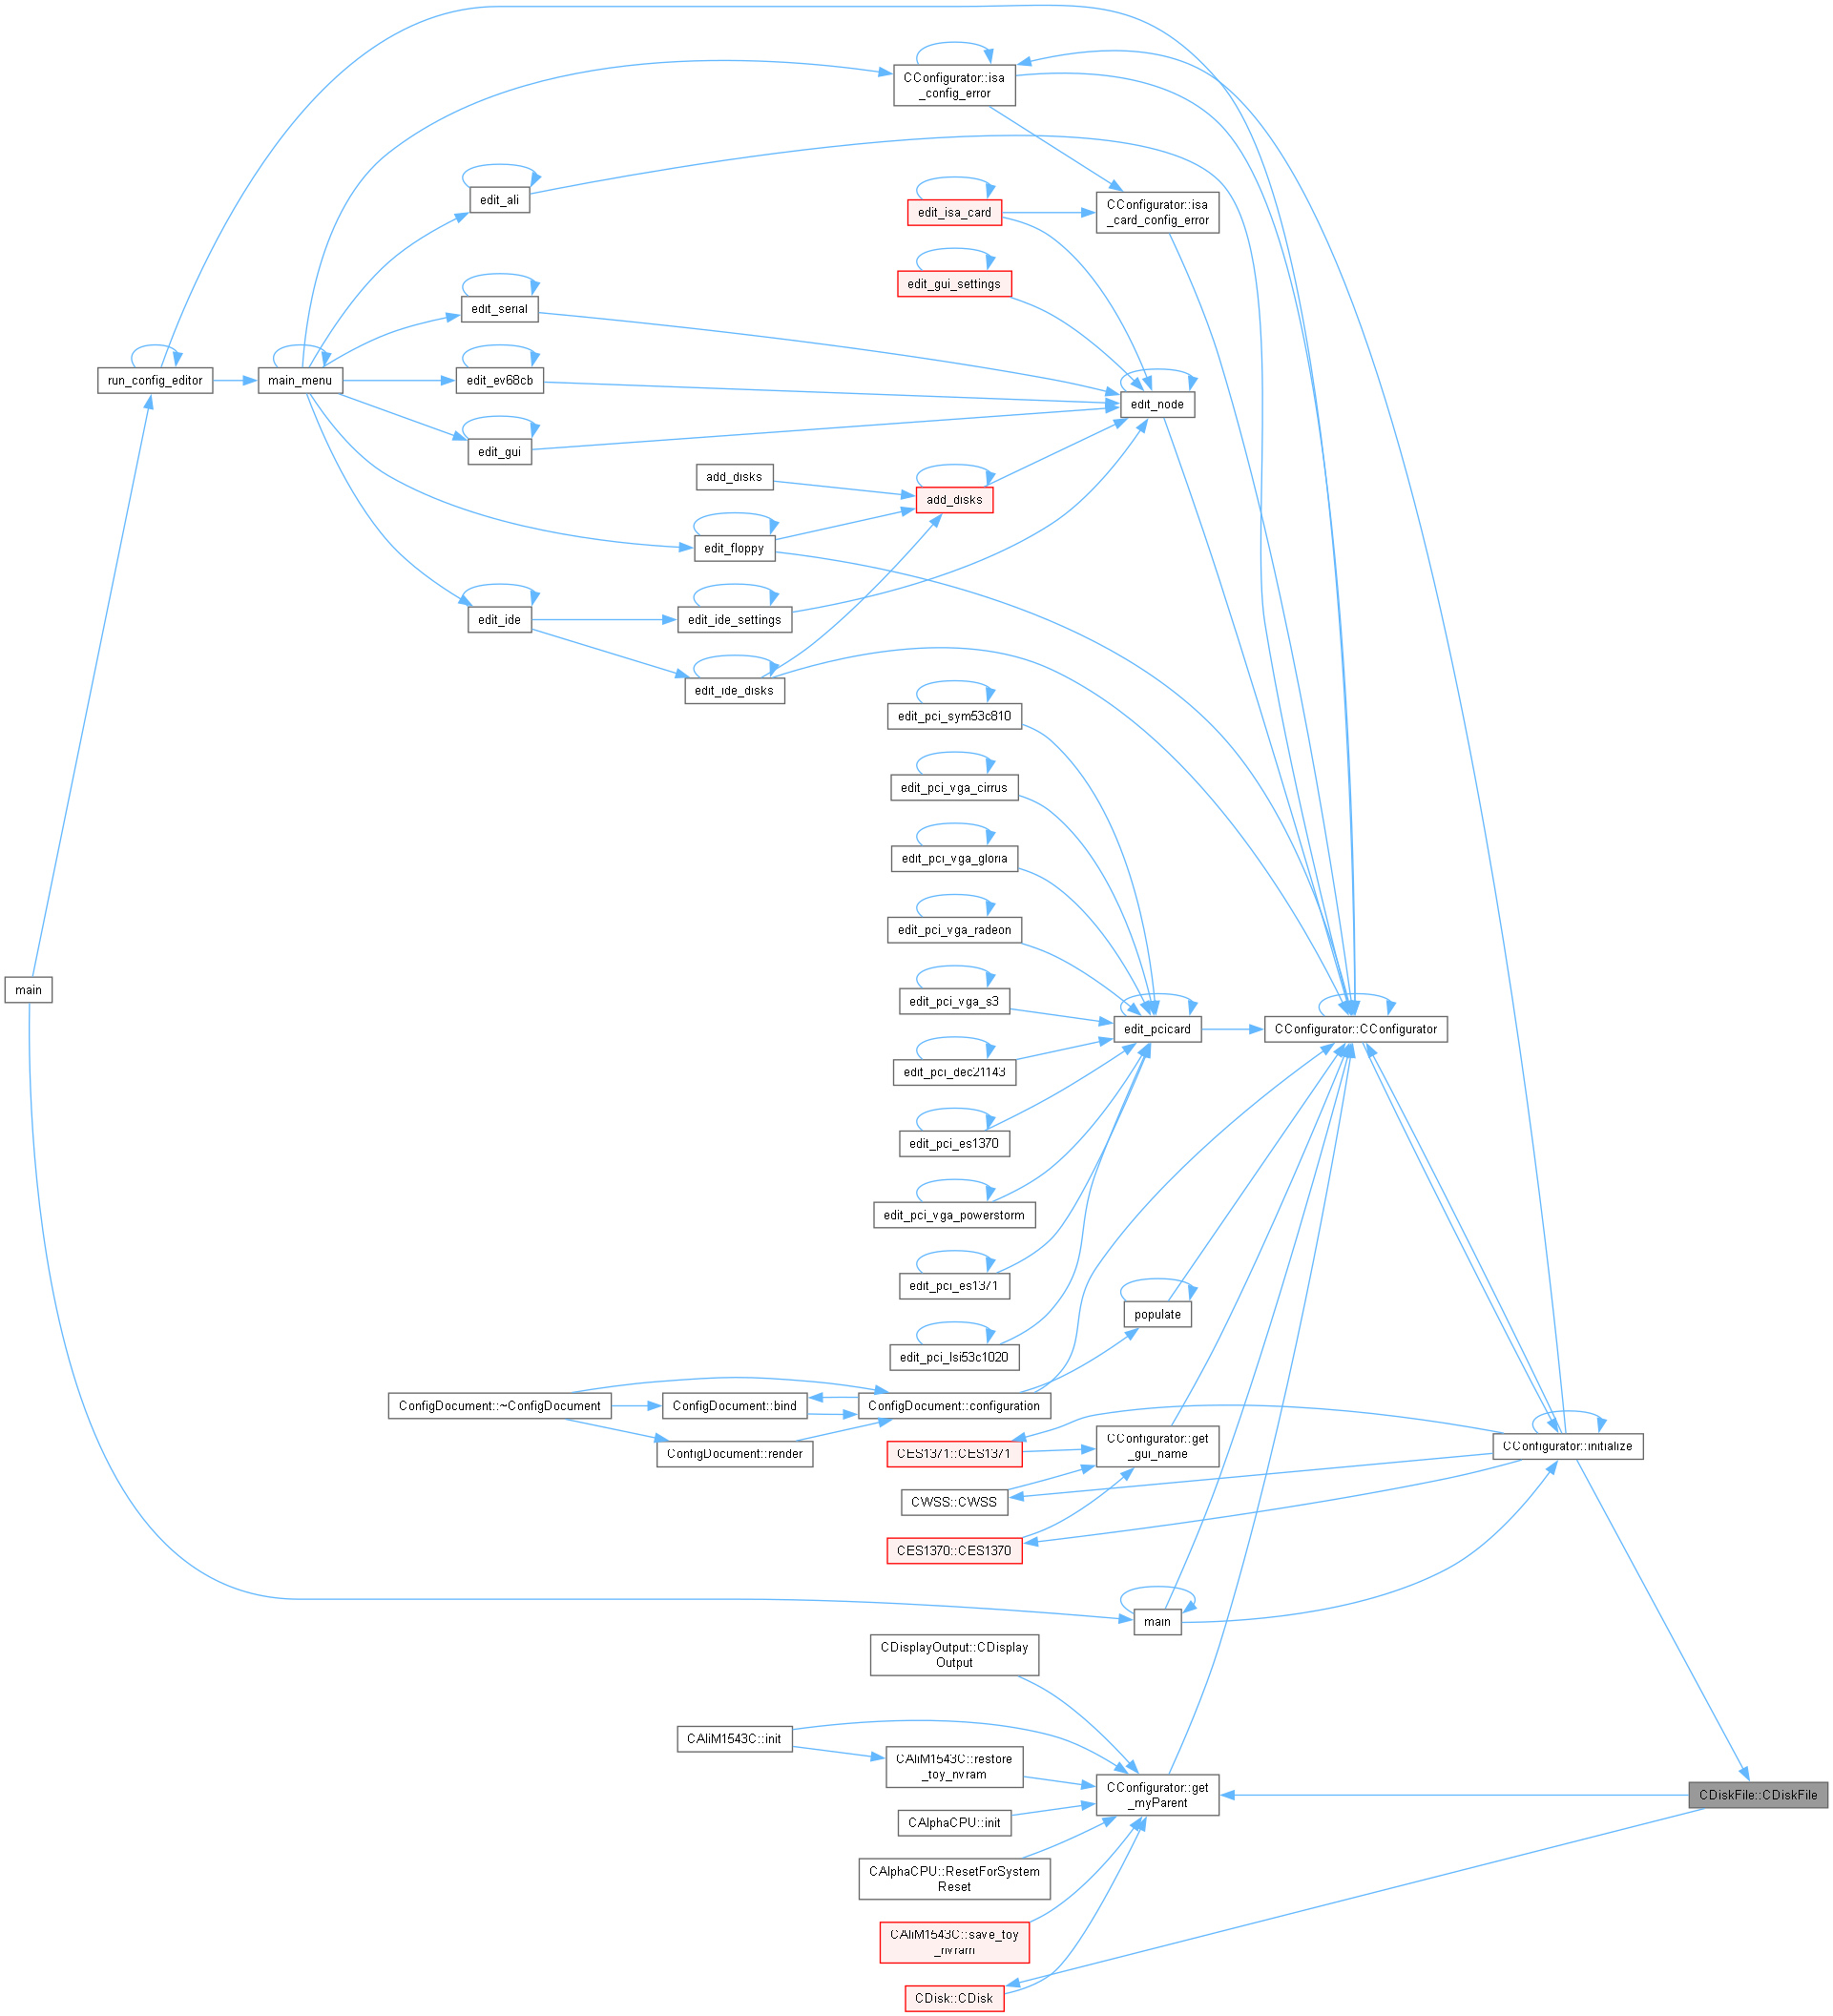 CConfigurator::isa
_config_error
edit_ali
edit_isa_card
CConfigurator::isa
_card_config_error
edit_gui_settings
edit_serial
run_config_editor
main_menu
edit_ev68cb
edit_node
edit_gui
add_disks
add_disks
edit_floppy
edit_ide
edit_ide_settings
edit_ide_disks
edit_pci_sym53c810
edit_pci_vga_cirrus
edit_pci_vga_gloria
edit_pci_vga_radeon
main
edit_pci_vga_s3
edit_pcicard
CConfigurator::CConfigurator
edit_pci_dec21143
edit_pci_es1370
edit_pci_vga_powerstorm
edit_pci_es1371
populate
edit_pci_lsi53c1020
ConfigDocument::~ConfigDocument
ConfigDocument::bind
ConfigDocument::configuration
ConfigDocument::render
CES1371::CES1371
CConfigurator::get
_gui_name
CConfigurator::initialize
CWSS::CWSS
CES1370::CES1370
main
CDisplayOutput::CDisplay
Output
CAliM1543C::init
CAliM1543C::restore
_toy_nvram
CConfigurator::get
_myParent
CDiskFile::CDiskFile
CAlphaCPU::init
CAlphaCPU::ResetForSystem
Reset
CAliM1543C::save_toy
_nvram
CDisk::CDisk